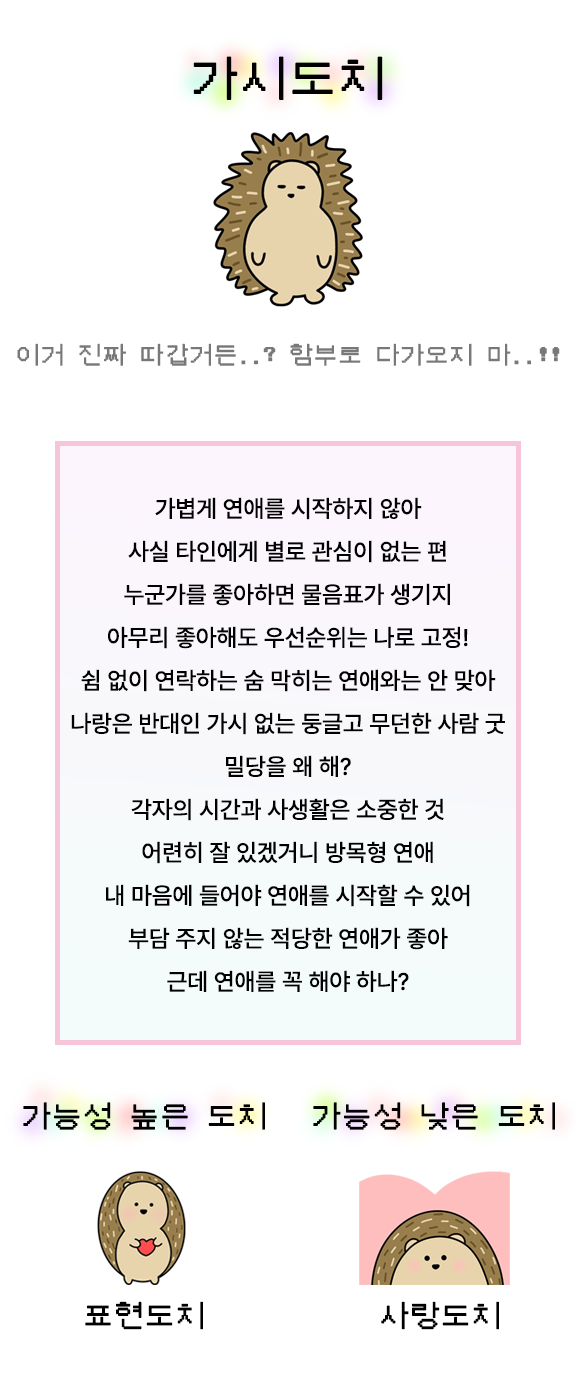 가시도치
이거 진짜 따갑거든..? 함부로 다가오지 마..!!
가볍게 연애를 시작하지 않아
사실 타인에게 별로 관심이 없는 편
누군가를 좋아하면 물음표가 생기지
아무리 좋아해도 우선순위는 나로 고정!
쉼 없이 연락하는 숨 막히는 연애와는 안 맞아
나랑은 반대인 가시 없는 둥글고 무던한 사람 굿
밀당을 왜 해?
각자의 시간과 사생활은 소중한 것
어련히 잘 있겠거니 방목형 연애
내 마음에 들어야 연애를 시작할 수 있어
부담 주지 않는 적당한 연애가 좋아
근데 연애를 꼭 해야 하나?
가능성 높은 도치
가능성 낮은 도치
표현도치
사랑도치